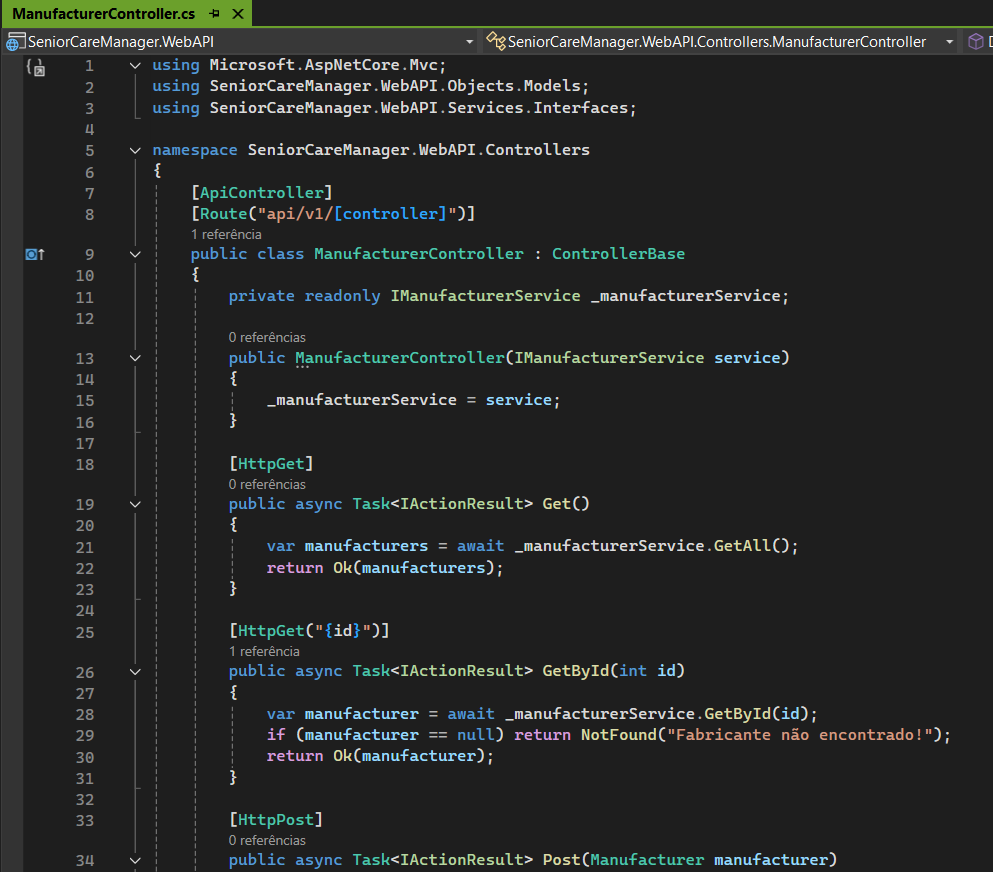 ManufacturerController.cs
SeniorCareManager.WebAPI SeniorCareManager.WebAPI.Controllers.ManufacturerController
1 using Microsoft.AspNetCore.Mvc;
2 using SeniorCareManager.WebAPI.Objects.Models;
3 using SeniorCareManager.WebAPI.Services.Interfaces;
4
5 namespace SeniorCareManager.WebAPI.Controllers
6 {
7 [ApiController]
8 [Route("api/v1/[controller]")]
1 referência
9 public class ManufacturerController : ControllerBase
10 {
11 private readonly IManufacturerService _manufacturerService;
12
0 referências
13 public ManufacturerController(IManufacturerService service)
14 {
15 _manufacturerService = service;
16 }
17
18 [HttpGet]
0 referências
19 public async Task<IActionResult> Get()
20 {
21 var manufacturers = await _manufacturerService.GetAll();
22 return Ok(manufacturers);
23 }
24
25 [HttpGet("{id}")]
1 referência
26 public async Task<IActionResult> GetById(int id)
27 {
28 var manufacturer = await _manufacturerService.GetById(id);
29 if (manufacturer == null) return NotFound("Fabricante não encontrado!");
30 return Ok(manufacturer);
31 }
32
33 [HttpPost]
0 referências
34 public async Task<IActionResult> Post(Manufacturer manufacturer)